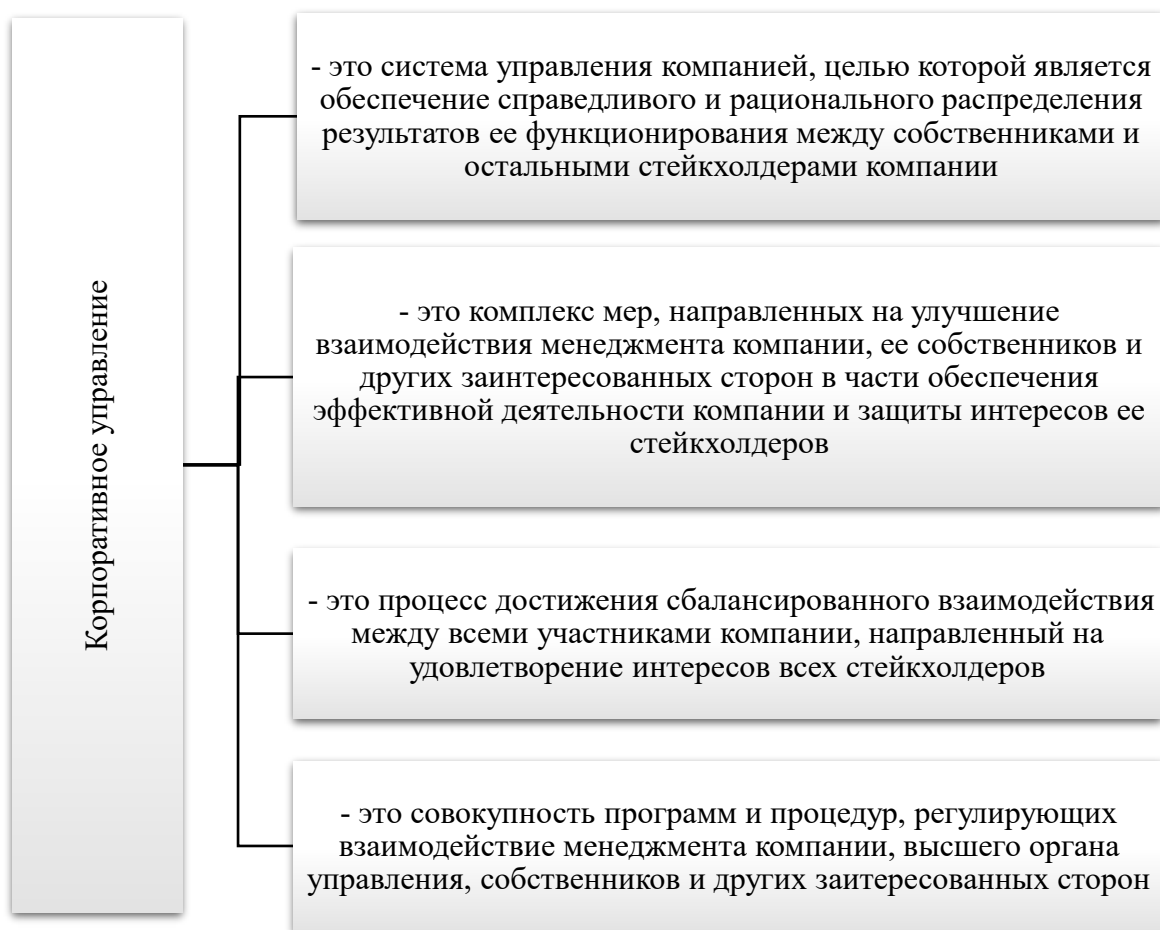 Корпоративное управление
- это система управления компанией, целью которой является
обеспечение справедливого и рационального распределения
результатов ее функционирования между собственниками и
остальными стейкхолдерами компании
- это комплекс мер, направленных на улучшение
взаимодействия менеджмента компании, ее собственников и
других заинтересованных сторон в части обеспечения
эффективной деятельности компании и защиты интересов ее
стейкхолдеров
- это процесс достижения сбалансированного взаимодействия
между всеми участниками компании, направленный на
удовлетворение интересов всех стейкхолдеров
- это совокупность программ и процедур, регулирующих
взаимодействие менеджмента компании, высшего органа
управления, собственников и других заитересованных сторон